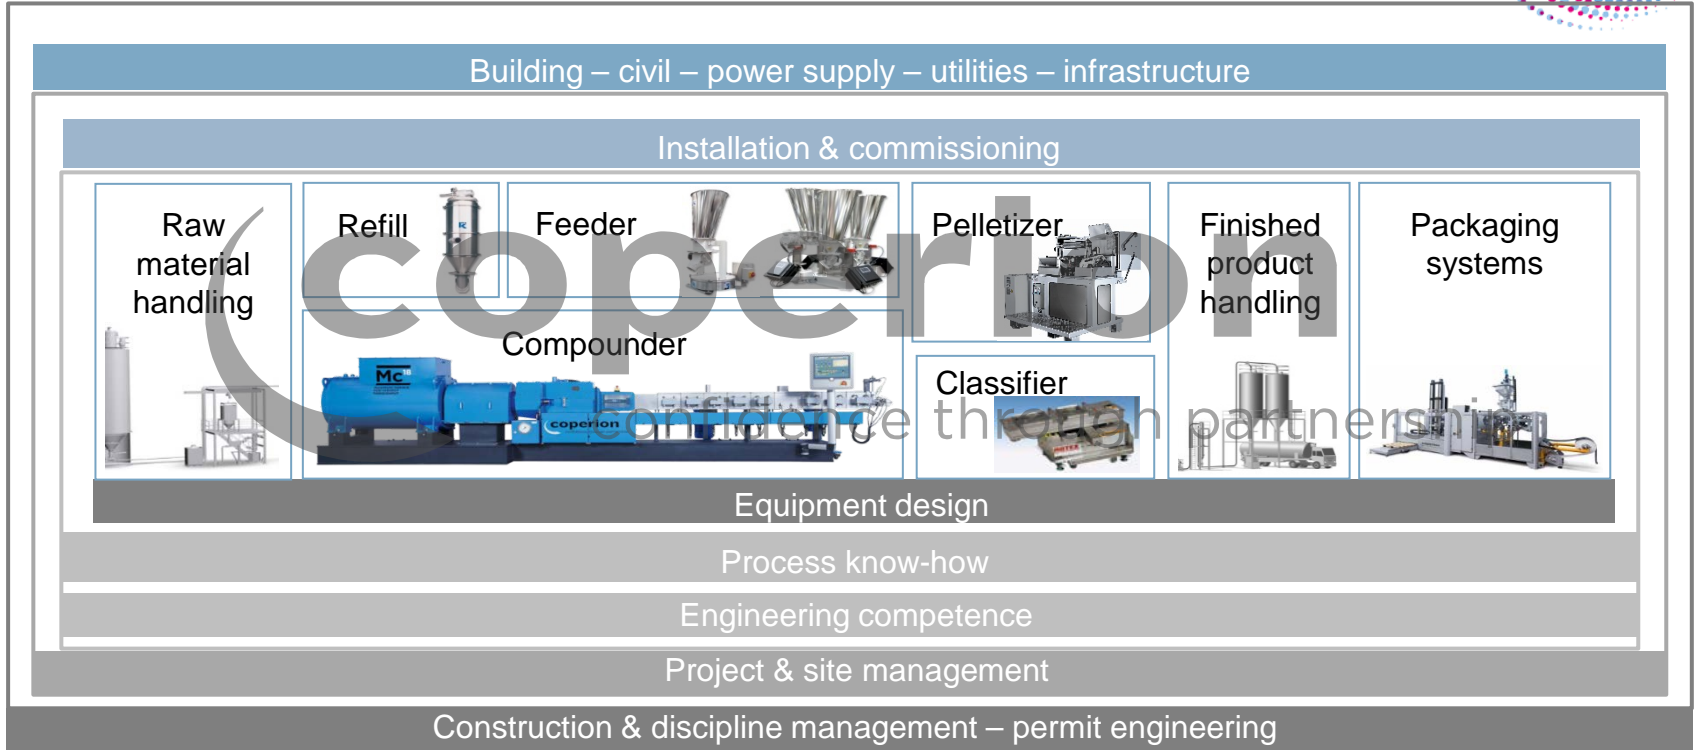 Building – civil – power supply – utilities – infrastructure
Installation & commissioning
Raw
material
handling
Refill
Feeder
Pelletizer
Finished
product
handling
Packaging
systems
coperion
confidence through partnership
Compounder
Mc18
coperion
Classifier
Equipment design
Process know-how
Engineering competence
Project & site management
Construction & discipline management – permit engineering